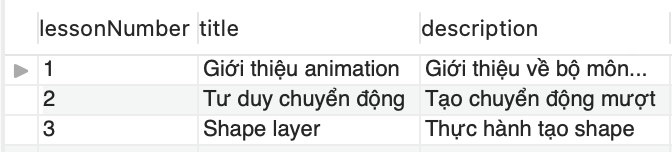 lessonNumber title description
1 Giới thiệu animation Giới thiệu về bộ môn...
2 Tư duy chuyển động Tạo chuyển động mượt
3 Shape layer Thực hành tạo shape